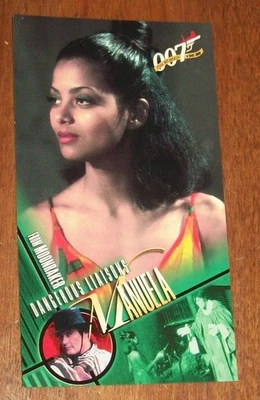 007
FROM MOONRAKER
DANGEROUS LIAISONS
MANUELA